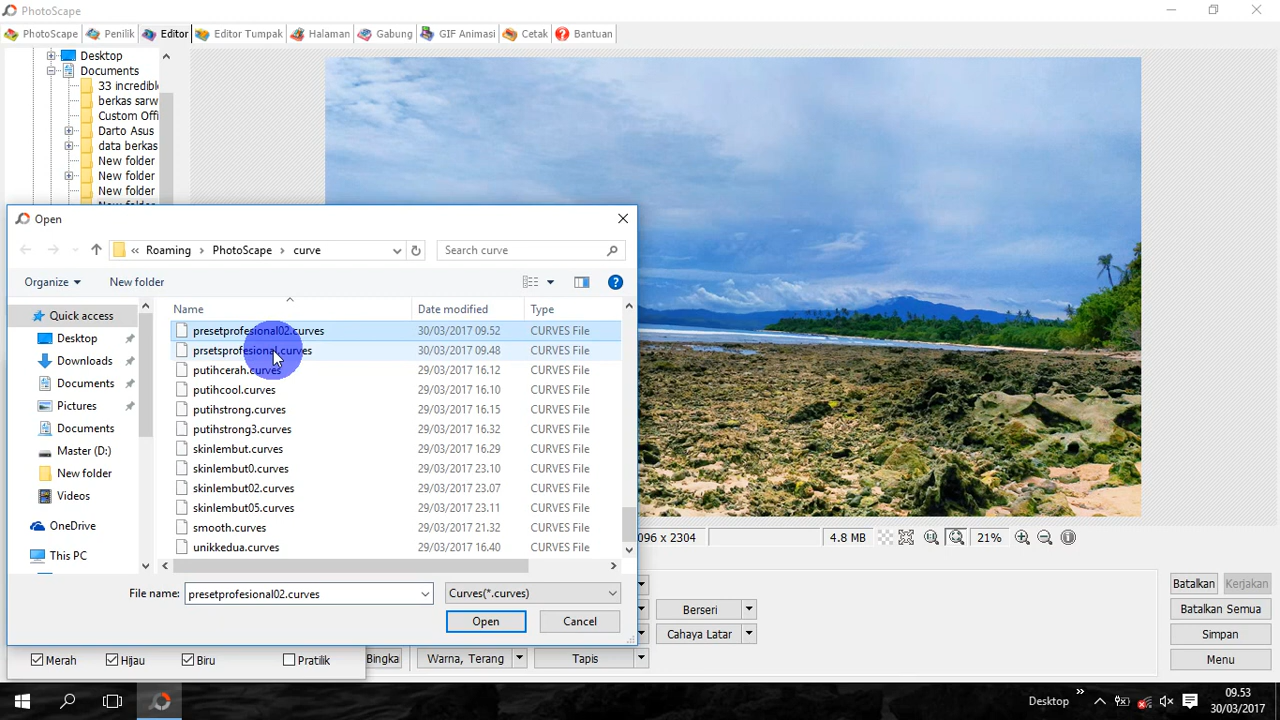 PhotoScape
PhotoScape Penilik Editor Editor Tumpak Halaman Gabung GIF Animasi Cetak Bantuan
Desktop
Documents
33 incredible
berkas sarw
Custom Offi
Darto Asus
data berkas
New folder
New folder
New folder
Open
« Roaming › PhotoScape › curve
Search curve
Organize New folder
Name Date modified Type
Quick access
Desktop
Downloads
Documents
Pictures
Documents
Master (D:)
New folder
Videos
OneDrive
This PC
presetprofesional02.curves 30/03/2017 09.52 CURVES File
prsetsprofesional.curves 30/03/2017 09.48 CURVES File
putihcerah.curves 29/03/2017 16.12 CURVES File
putihcool.curves 29/03/2017 16.10 CURVES File
putihstrong.curves 29/03/2017 16.15 CURVES File
putihstrong3.curves 29/03/2017 16.32 CURVES File
skinlembut.curves 29/03/2017 16.29 CURVES File
skinlembut0.curves 29/03/2017 23.10 CURVES File
skinlembut02.curves 29/03/2017 23.07 CURVES File
skinlembut05.curves 29/03/2017 23.11 CURVES File
smooth.curves 29/03/2017 21.32 CURVES File
unikkedua.curves 29/03/2017 16.40 CURVES File
File name: presetprofesional02.curves Curves(*.curves)
Open Cancel
096 x 2304 4.8 MB 21%
Berseri
Cahaya Latar
Merah Hijau Biru Pratilik
Bingka Warna, Terang Tapis
Batalkan Kerjakan
Batalkan Semua
Simpan
Menu
Desktop
09.53
30/03/2017